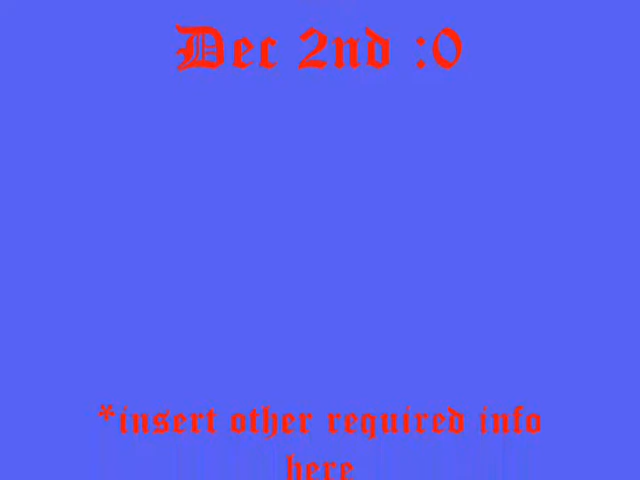 Dec 2nd :O
*insert other required info
here